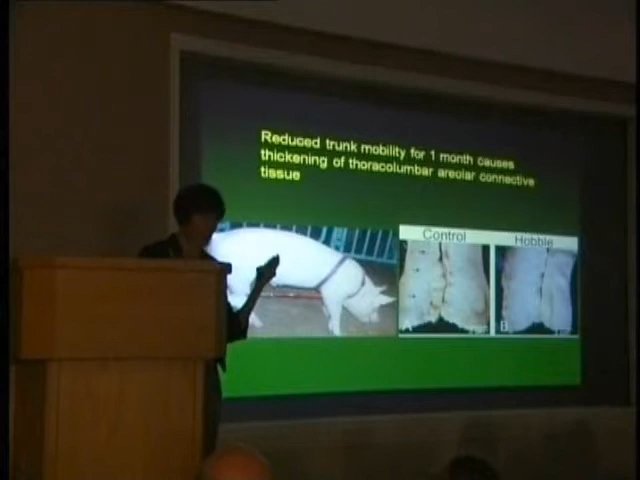 Reduced trunk mobility for 1 month causes
thickening of thoracolumbar areolar connective
tissue
Control
Hobble
A
B